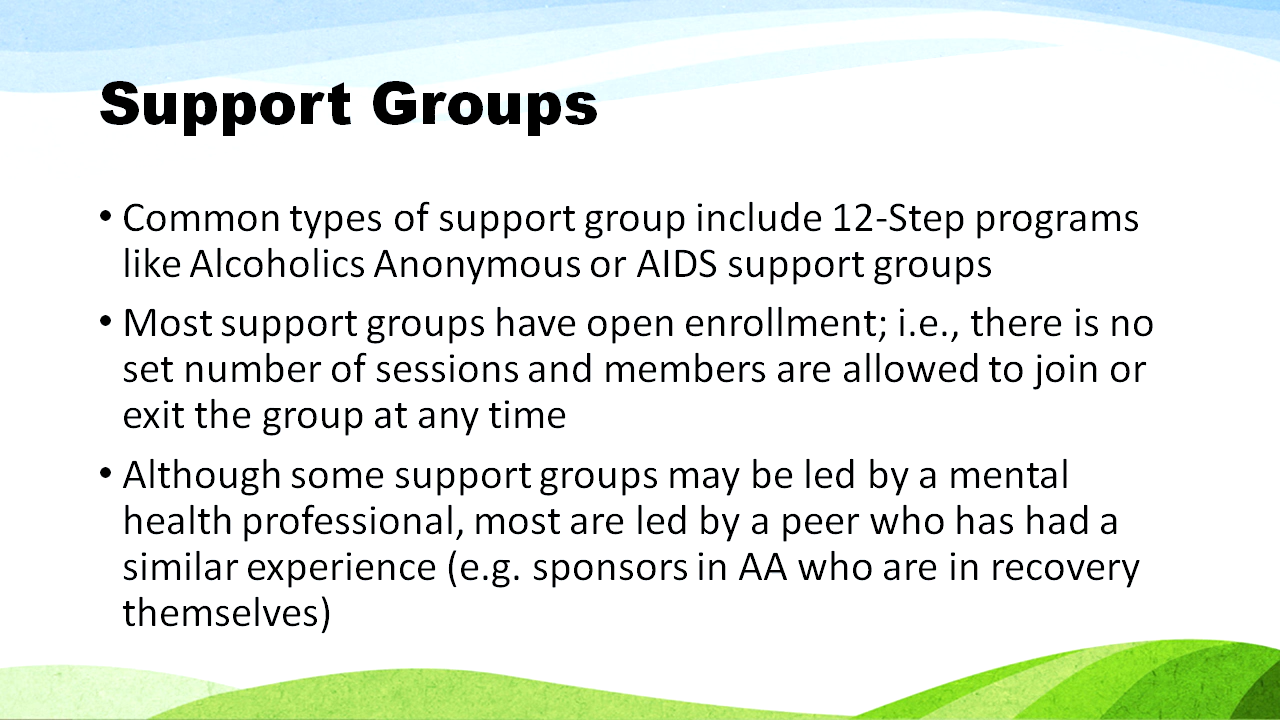 Support Groups
• Common types of support group include 12-Step programs
like Alcoholics Anonymous or AIDS support groups
• Most support groups have open enrollment; i.e., there is no
set number of sessions and members are allowed to join or
exit the group at any time
• Although some support groups may be led by a mental
health professional, most are led by a peer who has had a
similar experience (e.g. sponsors in AA who are in recovery
themselves)